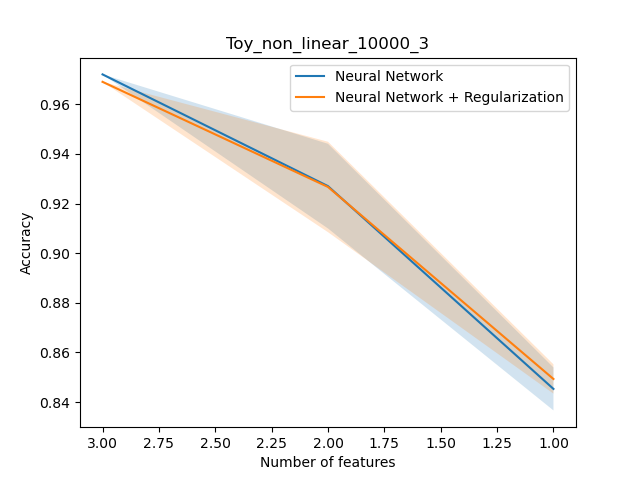 Toy_non_linear_10000_3
Neural Network
Neural Network + Regularization
Accuracy
0.96
0.94
0.92
0.90
0.88
0.86
0.84
3.00 2.75 2.50 2.25 2.00 1.75 1.50 1.25 1.00
Number of features